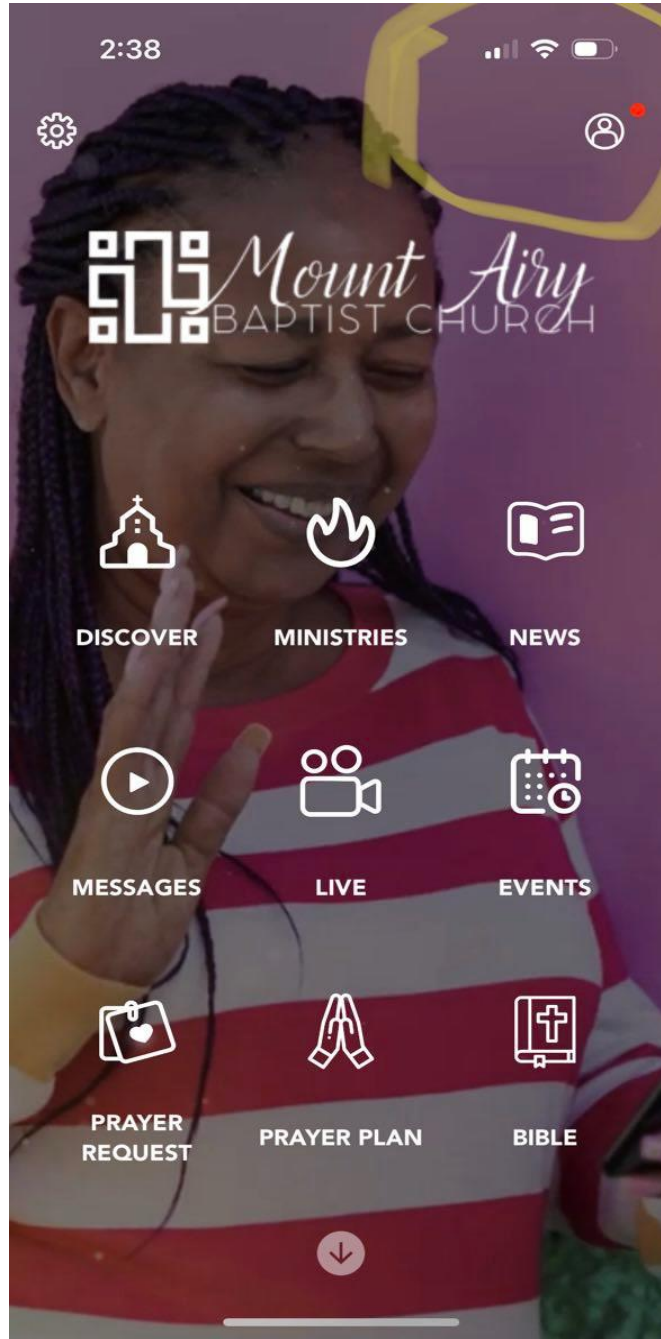 2:38
Mount Airy
BAPTIST CHURCH
DISCOVER
MINISTRIES
NEWS
MESSAGES
LIVE
EVENTS
PRAYER
REQUEST
PRAYER PLAN
BIBLE